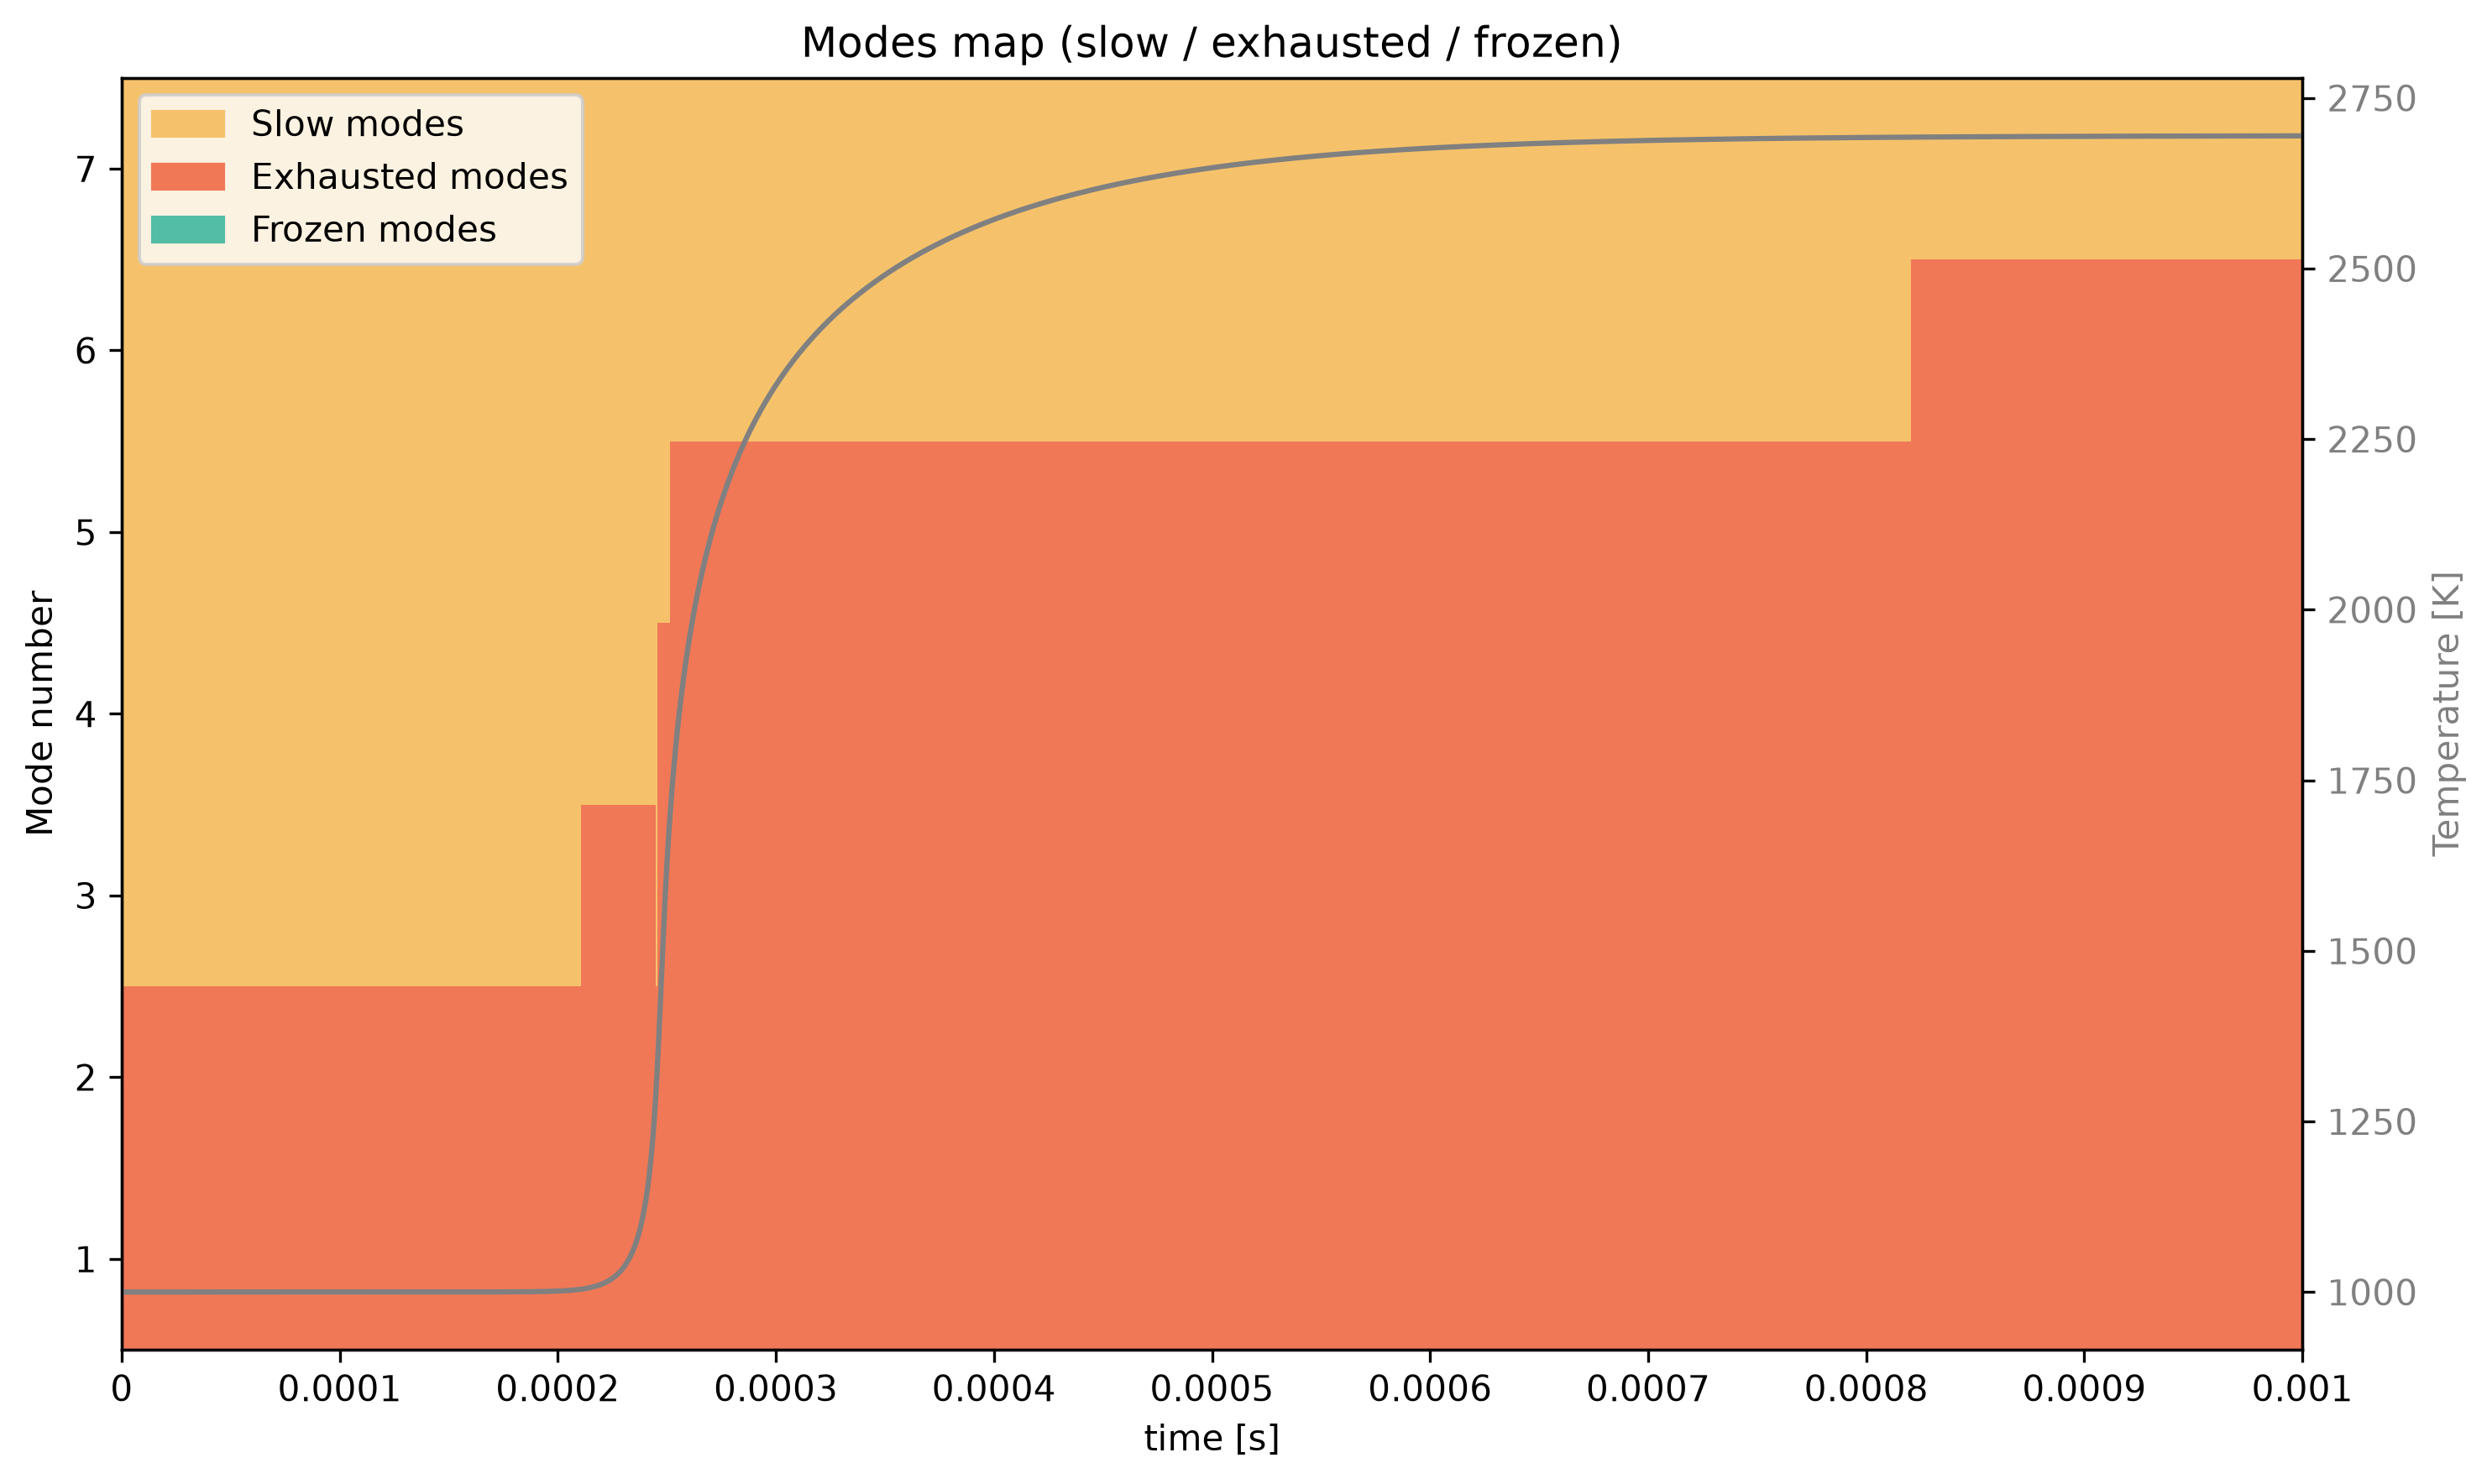 Modes map (slow / exhausted / frozen)
Slow modes
Exhausted modes
Frozen modes
Mode number
7
6
5
4
3
2
1
2750
2500
2250
2000
1750
1500
1250
1000
Temperature [K]
0 0.0001 0.0002 0.0003 0.0004 0.0005 0.0006 0.0007 0.0008 0.0009 0.001
time [s]